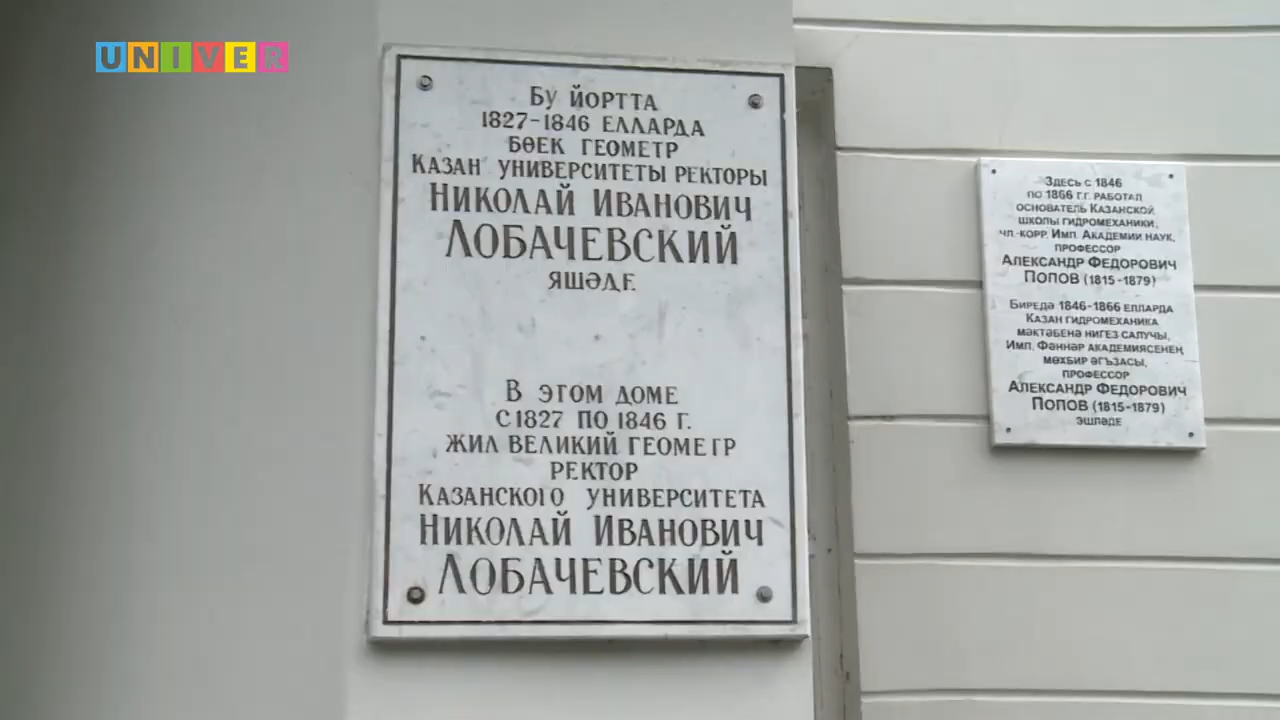 UNIVER
Бу йортта
1827-1846 елларда
бөек геометр
Казан университеты ректоры
Николай Иванович
Лобачевский
яшәде
В этом доме
с 1827 по 1846 г.
жил великий геометр
ректор
Казанского университета
Николай Иванович
Лобачевский
Здесь с 1846
по 1866 г.г. работал
основатель Казанской
школы гидромеханики,
чл.-корр. Имп. Академии наук,
профессор
Александр Федорович
Попов (1815-1879)
Биредә 1846-1866 елларда
Казан гидромеханика
мәктәбенә нигез салучы,
Имп. Фәннәр академиясенең
мөхбир әгъзасы,
профессор
Александр Федорович
Попов (1815-1879)
эшләде